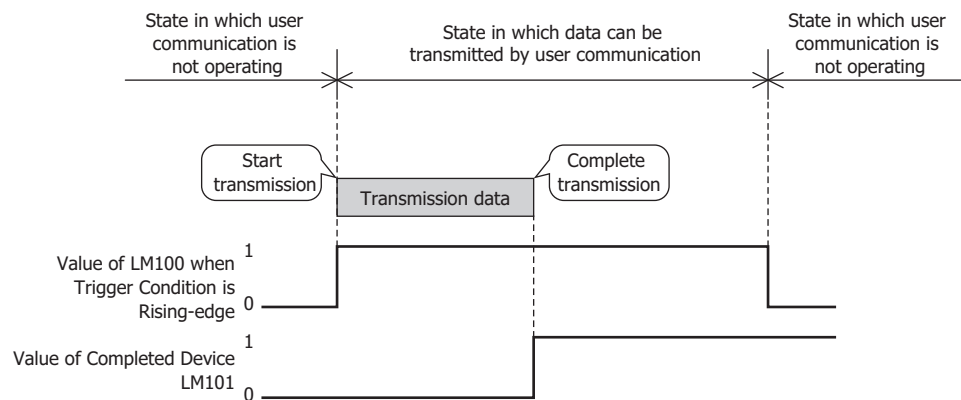 State in which user
communication is
not operating
State in which data can be
transmitted by user communication
State in which user
communication is
not operating
Start
transmission
Complete
transmission
Transmission data
Value of LM100 when
Trigger Condition is
Rising-edge
1
0
Value of Completed Device
LM101
1
0